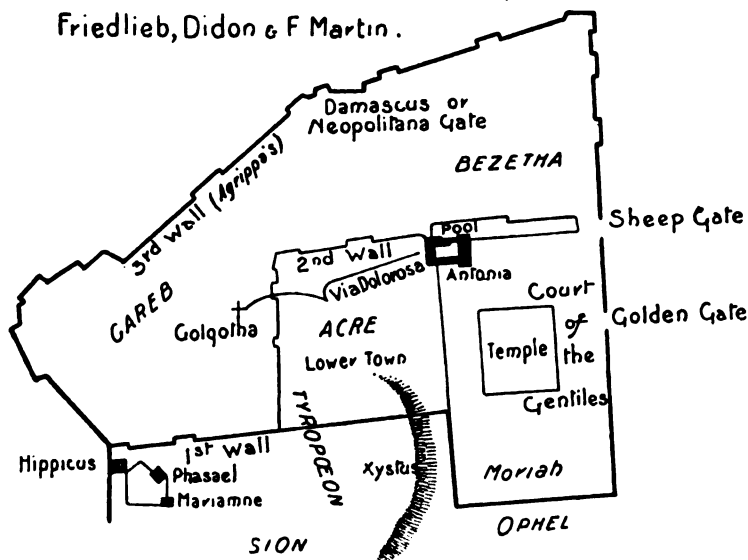 Friedlieb, Didon & F Martin.
Damascus or
Neopolitana Gate
BEZETHA
3rd Wall (Agrippa's)
Sheep Gate
Pool
2nd Wall
Antonia
Via Dolorosa
GAREB
Golgotha
ACRE
Lower Town
Court
of
the
Gentiles
Golden Gate
Temple
TYROPŒON
1st Wall
Hippicus
Phasael
Mariamne
Xystus
Moriah
OPHEL
SION